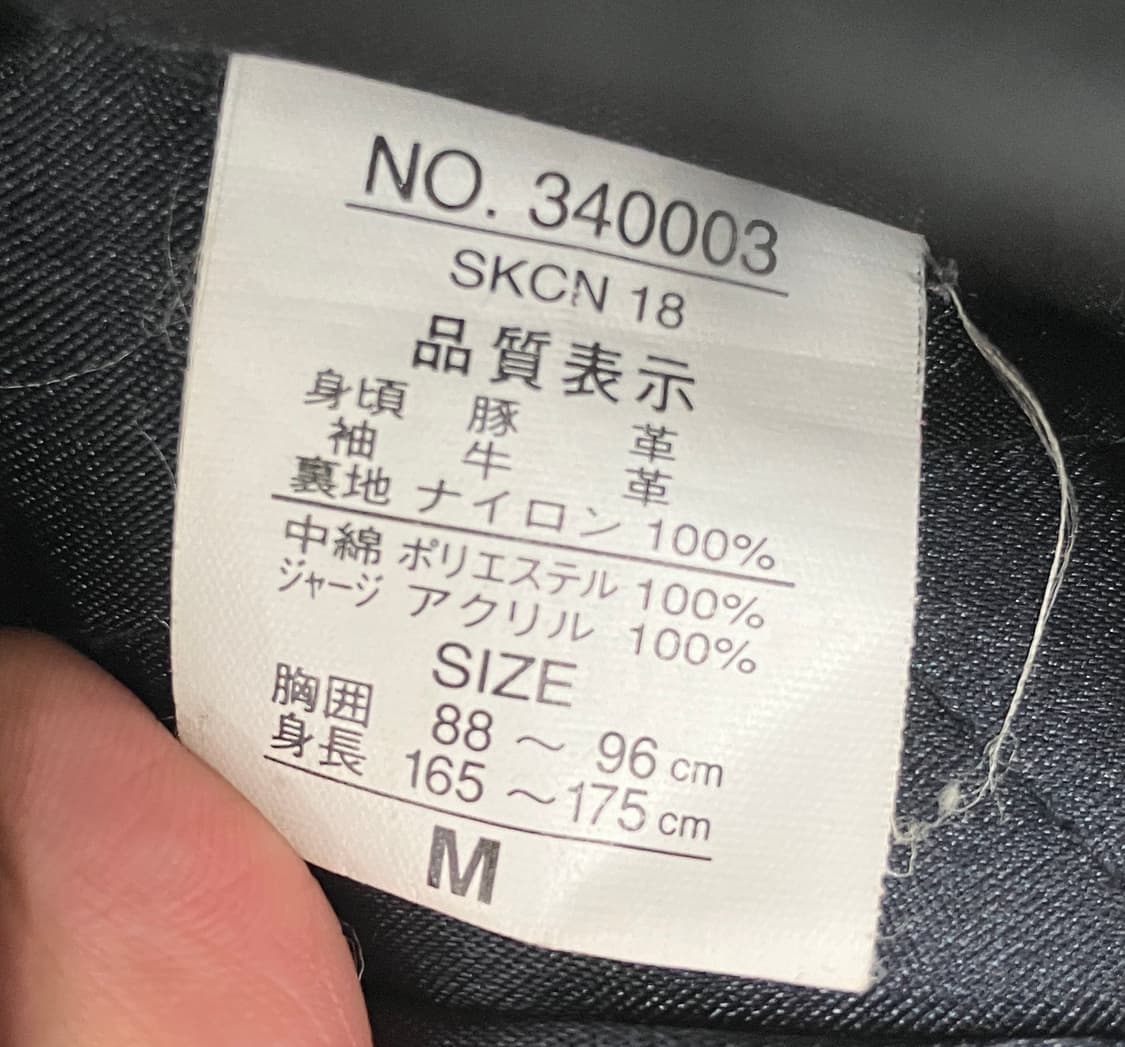 NO. 340003
SKCN 18
品質表示
身頃 豚 革
袖 牛 革
裏地 ナイロン 100%
中綿 ポリエステル 100%
ジャージ アクリル 100%
SIZE
胸囲 88 〜 96 cm
身長 165 〜 175 cm
M